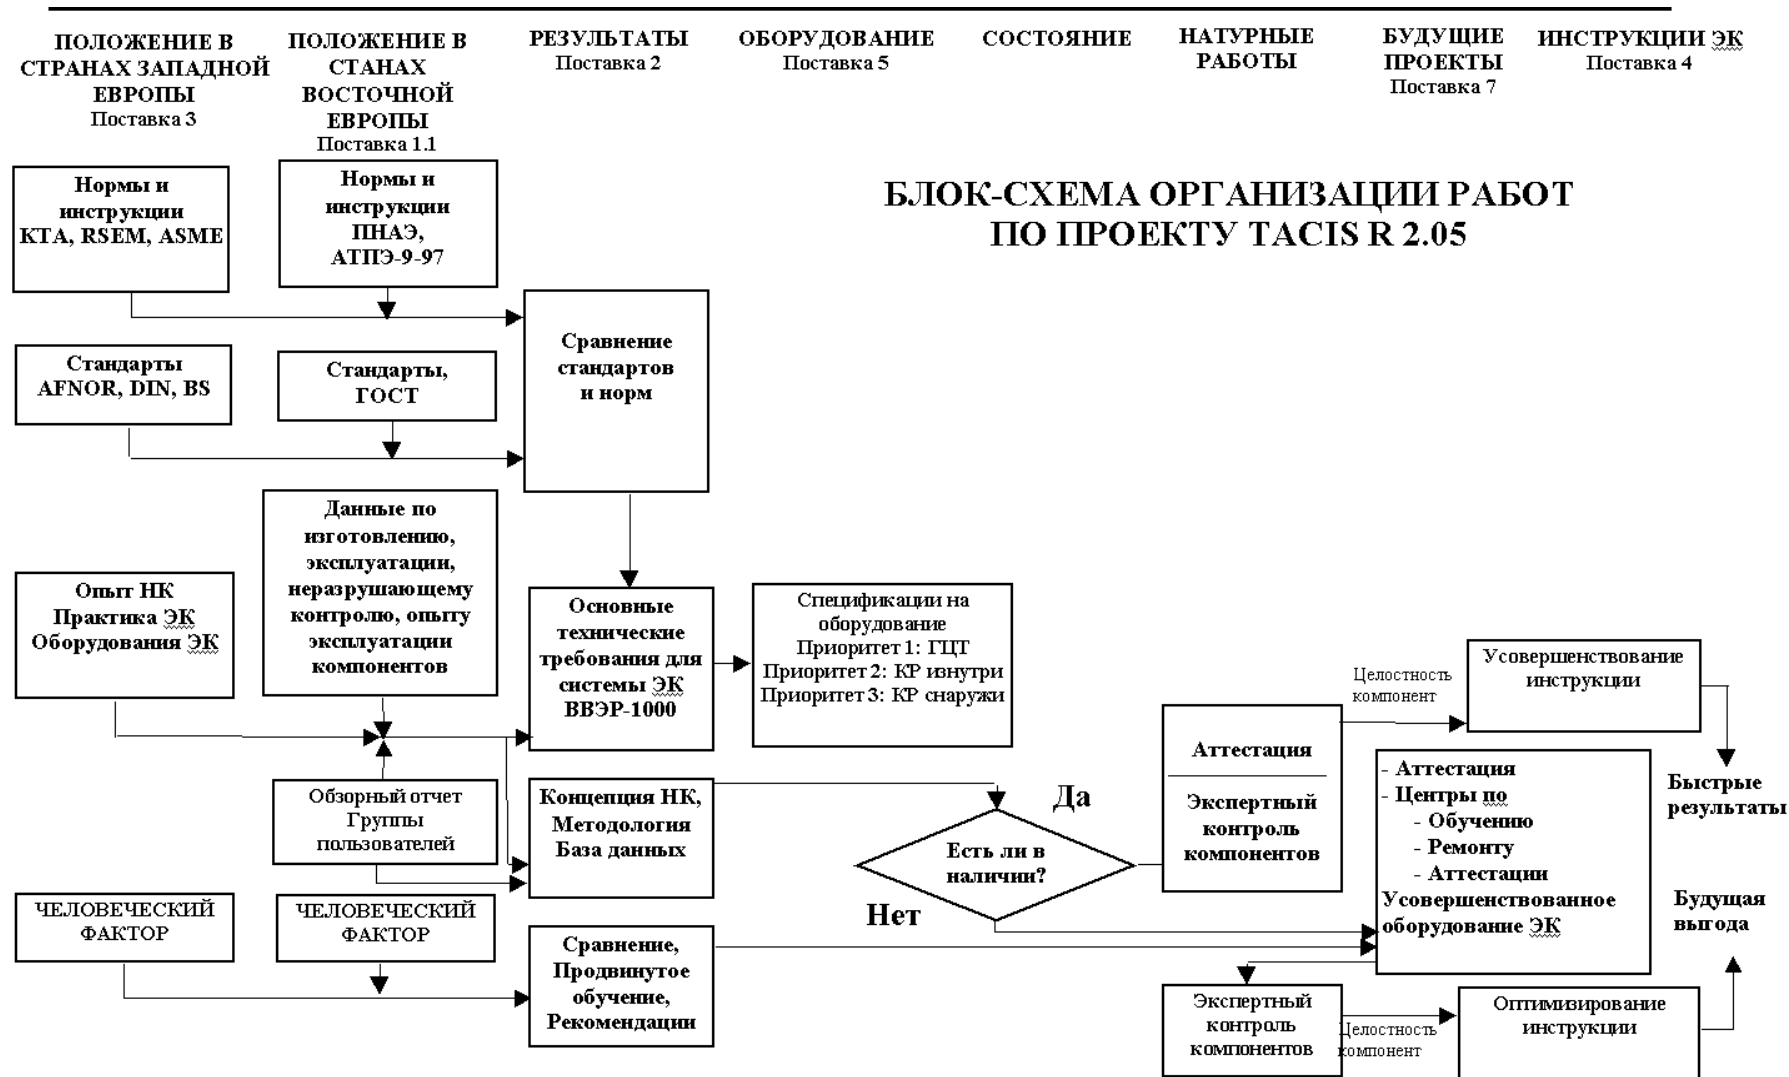 ПОЛОЖЕНИЕ В
СТРАНАХ ЗАПАДНОЙ
ЕВРОПЫ
Поставка 3
ПОЛОЖЕНИЕ В
СТАНАХ
ВОСТОЧНОЙ
ЕВРОПЫ
Поставка 1.1
РЕЗУЛЬТАТЫ
Поставка 2
ОБОРУДОВАНИЕ
Поставка 5
СОСТОЯНИЕ
НАТУРНЫЕ
РАБОТЫ
БУДУЩИЕ
ПРОЕКТЫ
Поставка 7
ИНСТРУКЦИИ ЭК
Поставка 4
БЛОК-СХЕМА ОРГАНИЗАЦИИ РАБОТ
ПО ПРОЕКТУ TACIS R 2.05
Нормы и
инструкции
KTA, RSEM, ASME
Нормы и
инструкции
ПНАЭ,
АТПЭ-9-97
Стандарты
AFNOR, DIN, BS
Стандарты,
ГОСТ
Сравнение
стандартов
и норм
Данные по
изготовлению,
эксплуатации,
неразрушающему
контролю, опыту
эксплуатации
компонентов
Опыт НК
Практика ЭК
Оборудования ЭК
Основные
технические
требования для
системы ЭК
ВВЭР-1000
Спецификации на
оборудование
Приоритет 1: ГЦТ
Приоритет 2: КР изнутри
Приоритет 3: КР снаружи
Целостность
компонент
Усовершенствование
инструкции
Обзорный отчет
Группы
пользователей
Концепция НК,
Методология
База данных
Да
Есть ли в
наличии?
Нет
Аттестация
Экспертный
контроль
компонентов
- Аттестация
- Центры по
- Обучению
- Ремонту
- Аттестации
Усовершенствованное
оборудование ЭК
Быстрые
результаты
Будущая
выгода
ЧЕЛОВЕЧЕСКИЙ
ФАКТОР
ЧЕЛОВЕЧЕСКИЙ
ФАКТОР
Сравнение,
Продвинутое
обучение,
Рекомендации
Экспертный
контроль
компонентов
Целостность
компонент
Оптимизирование
инструкции